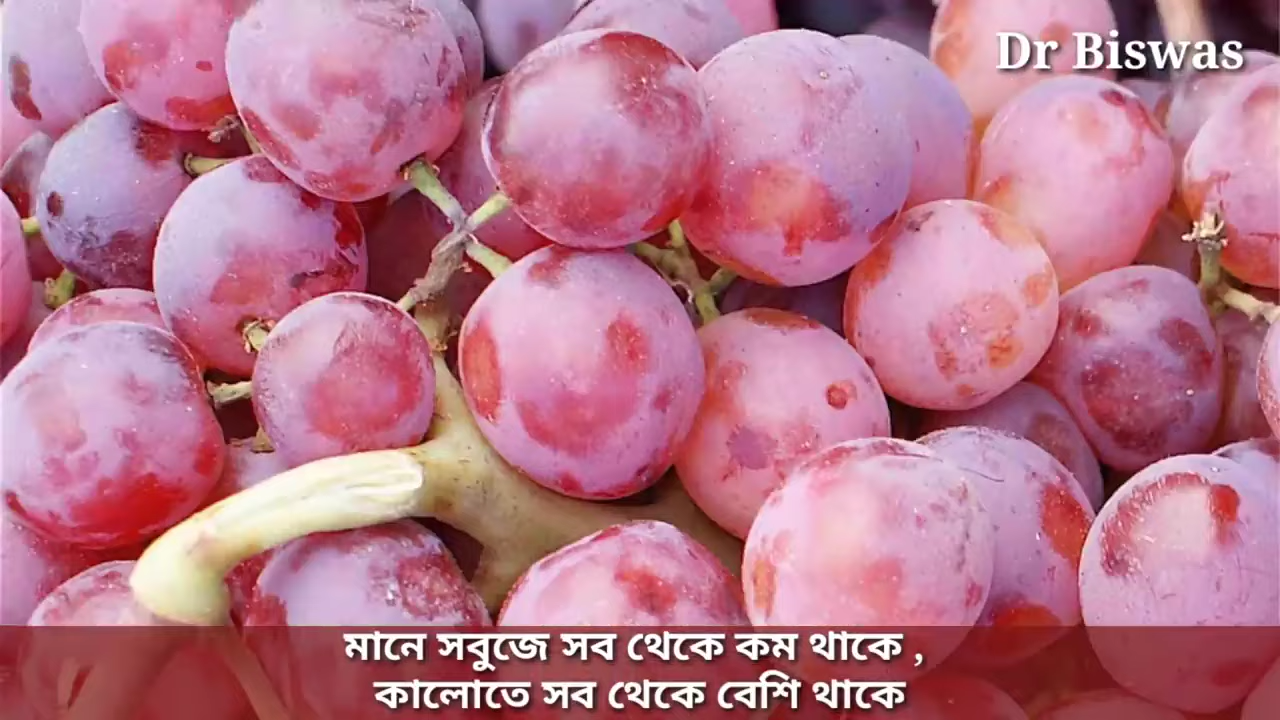 Dr Biswas
মানে সবুজে সব থেকে কম থাকে ,
কালোতে সব থেকে বেশি থাকে